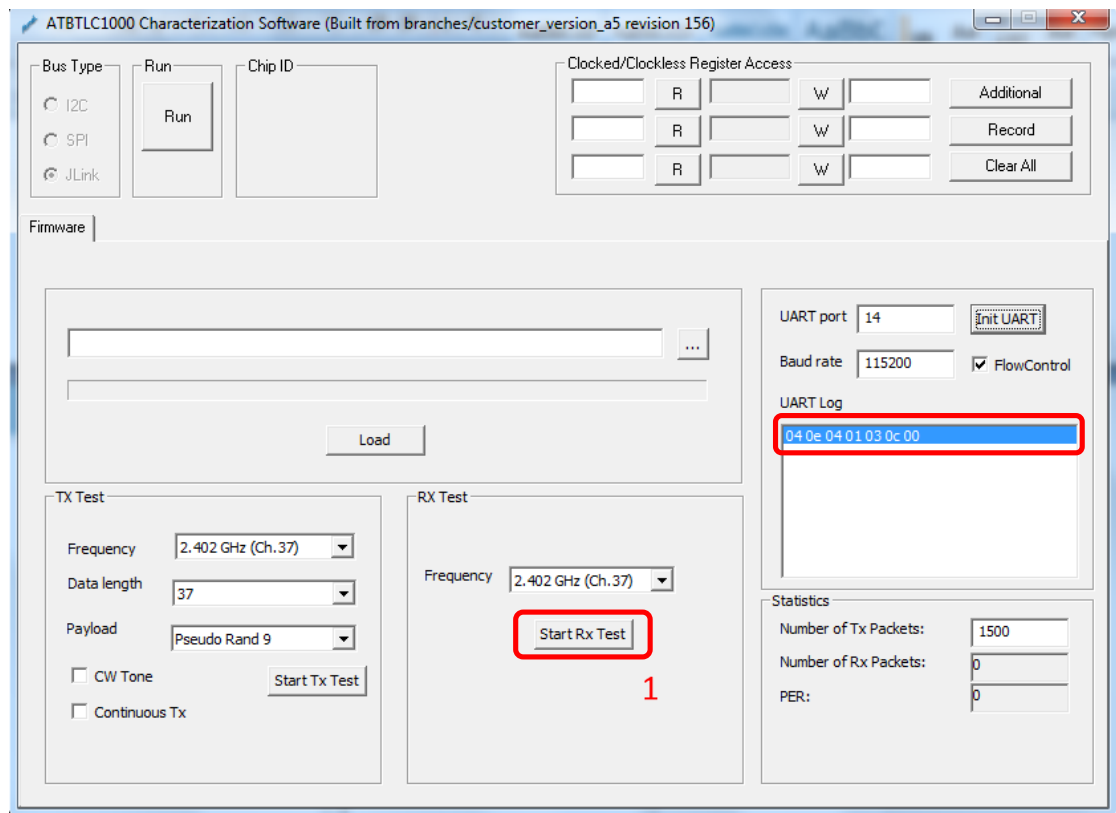 ATBTLC1000 Characterization Software (Built from branches/customer_version_a5 revision 156)
Bus Type
I2C
SPI
JLink
Run
Run
Chip ID
Clocked/Clockless Register Access
R W Additional
R W Record
R W Clear All
Firmware
...
Load
UART port 14 Init UART
Baud rate 115200 FlowControl
UART Log
04 0e 04 01 03 0c 00
TX Test
Frequency 2.402 GHz (Ch.37)
Data length 37
Payload Pseudo Rand 9
CW Tone Start Tx Test
Continuous Tx
RX Test
Frequency 2.402 GHz (Ch.37)
Start Rx Test
1
Statistics
Number of Tx Packets: 1500
Number of Rx Packets: 0
PER: 0